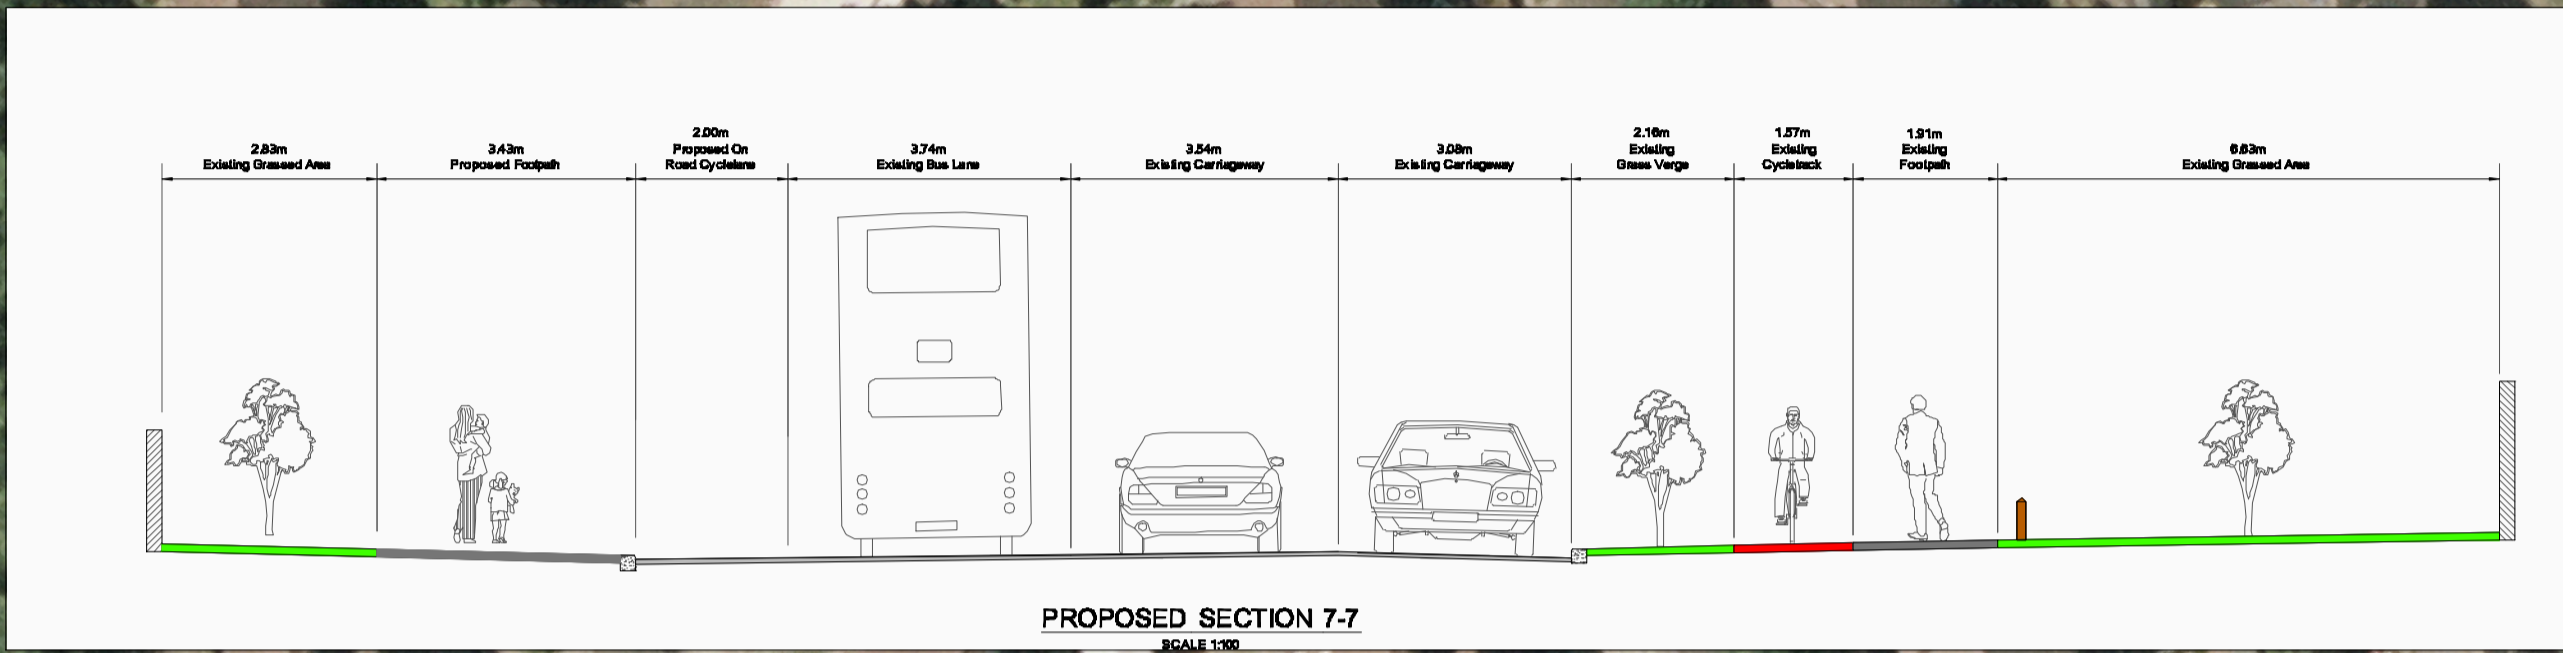 2.83m
Existing Grassed Area
3.43m
Proposed Footpath
2.00m
Proposed On
Road Cyclelane
3.74m
Existing Bus Lane
3.54m
Existing Carriageway
3.08m
Existing Carriageway
2.16m
Existing
Grass Verge
1.57m
Existing
Cycletrack
1.91m
Existing
Footpath
6.63m
Existing Grassed Area
PROPOSED SECTION 7-7
SCALE 1:100